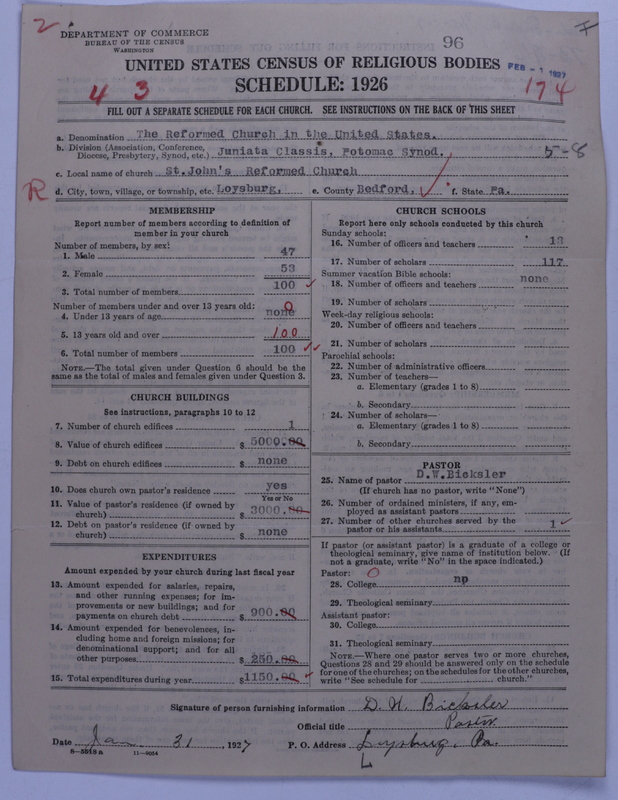 2
DEPARTMENT OF COMMERCE
BUREAU OF THE CENSUS
WASHINGTON
96
UNITED STATES CENSUS OF RELIGIOUS BODIES
FEB - 1 1927
SCHEDULE: 1926
4 3
174
FILL OUT A SEPARATE SCHEDULE FOR EACH CHURCH. SEE INSTRUCTIONS ON THE BACK OF THIS SHEET
a. Denomination The Reformed Church in the United States.
b. Division (Association, Conference, Diocese, Presbytery, Synod, etc.) Juniata Classis, Potomac Synod.
5-8
c. Local name of church St.John's Reformed Church
R
d. City, town, village, or township, etc. Loysburg, e. County Bedford, f. State Pa.
MEMBERSHIP
Report number of members according to definition of
member in your church
Number of members, by sex:
1. Male 47
2. Female 53
3. Total number of members 100
Number of members under and over 13 years old:
4. Under 13 years of age none 0
5. 13 years old and over 100
6. Total number of members 100
NOTE.—The total given under Question 6 should be
same as the total of males and females given under Question 3.
CHURCH BUILDINGS
See instructions, paragraphs 10 to 12
7. Number of church edifices 1
8. Value of church edifices $ 5000.00
9. Debt on church edifices $ none
10. Does church own pastor's residence yes
Yes or No
11. Value of pastor's residence (if owned by
church) $ 3000.00
12. Debt on pastor's residence (if owned by
church) $ none
EXPENDITURES
Amount expended by your church during last fiscal year
13. Amount expended for salaries, repairs,
and other running expenses; for im-
provements or new buildings; and for
payments on church debt $ 900.00
14. Amount expended for benevolences, in-
cluding home and foreign missions; for
denominational support; and for all
other purposes $ 250.00
15. Total expenditures during year $ 1150.00
CHURCH SCHOOLS
Report here only schools conducted by this church
Sunday schools:
16. Number of officers and teachers 13
17. Number of scholars 117
Summer vacation Bible schools:
18. Number of officers and teachers none
19. Number of scholars
Week-day religious schools:
20. Number of officers and teachers
21. Number of scholars
Parochial schools:
22. Number of administrative officers
23. Number of teachers—
a. Elementary (grades 1 to 8)
b. Secondary
24. Number of scholars—
a. Elementary (grades 1 to 8)
b. Secondary
PASTOR
25. Name of pastor D.W.Bicksler
(If church has no pastor, write "None")
26. Number of ordained ministers, if any, em-
ployed as assistant pastors
27. Number of other churches served by the
pastor or his assistants 1
If pastor (or assistant pastor) is a graduate of a college or
theological seminary, give name of institution below. (If
not a graduate, write "No" in the space indicated.)
Pastor: 0
28. College no
29. Theological seminary
Assistant pastor:
30. College
31. Theological seminary
NOTE.—Where one pastor serves two or more churches,
Questions 28 and 29 should be answered only on the schedule
for one of the churches; on the schedules for the other churches,
write "See schedule for church."
Signature of person furnishing information D. W. Bicksler
Official title Pastor
Date Jan 31, 1927 P. O. Address Loysburg, Pa.
8-5518 a 11-9054
L